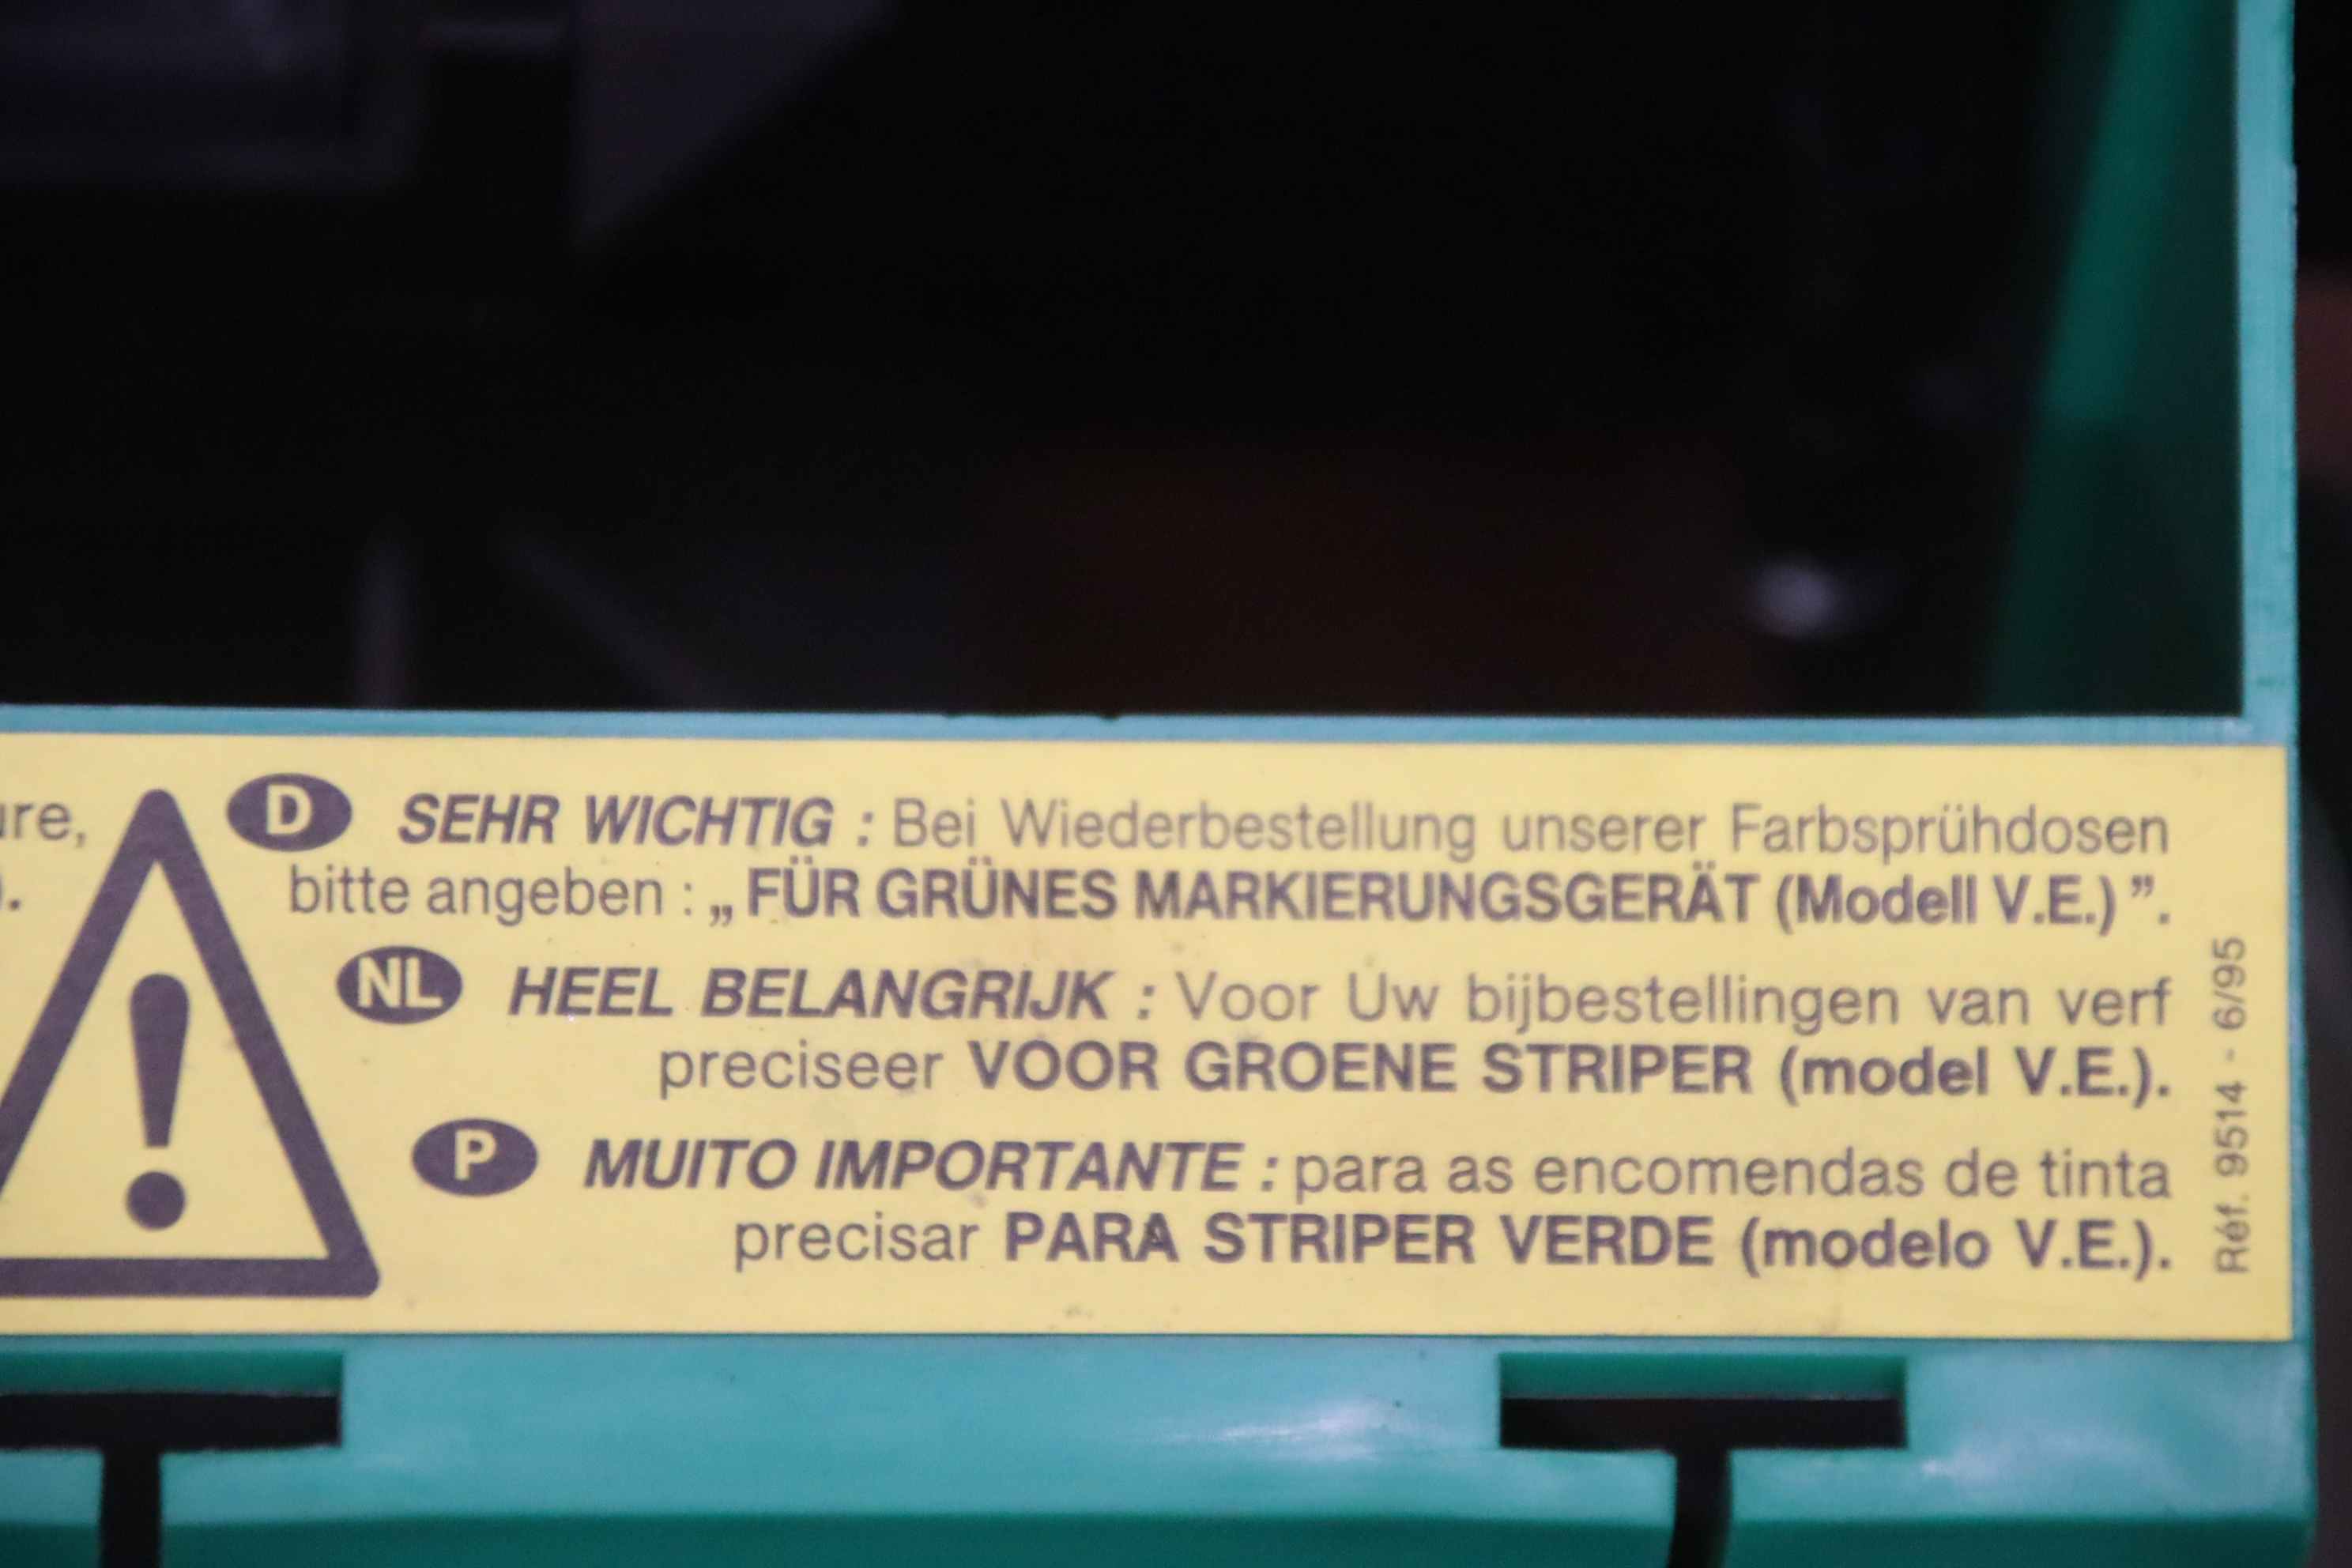 ure,
).
D SEHR WICHTIG : Bei Wiederbestellung unserer Farbsprühdosen
bitte angeben : „ FÜR GRÜNES MARKIERUNGSGERÄT (Modell V.E.) ”.
NL HEEL BELANGRIJK : Voor Uw bijbestellingen van verf
preciseer VOOR GROENE STRIPER (model V.E.).
P MUITO IMPORTANTE : para as encomendas de tinta
precisar PARA STRIPER VERDE (modelo V.E.).
Réf. 9514 - 6/95